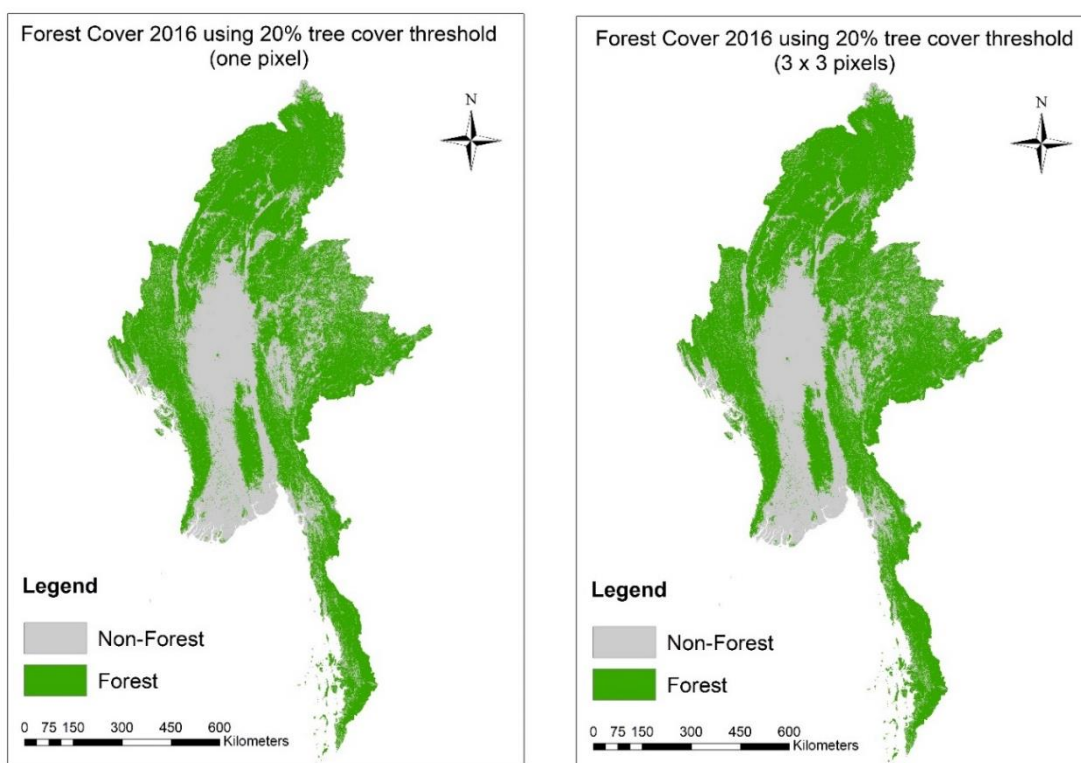 Forest Cover 2016 using 20% tree cover threshold
(one pixel)
N
Legend
Non-Forest
Forest
0 75 150 300 450 600
Kilometers
Forest Cover 2016 using 20% tree cover threshold
(3 x 3 pixels)
N
Legend
Non-Forest
Forest
0 75 150 300 450 600
Kilometers